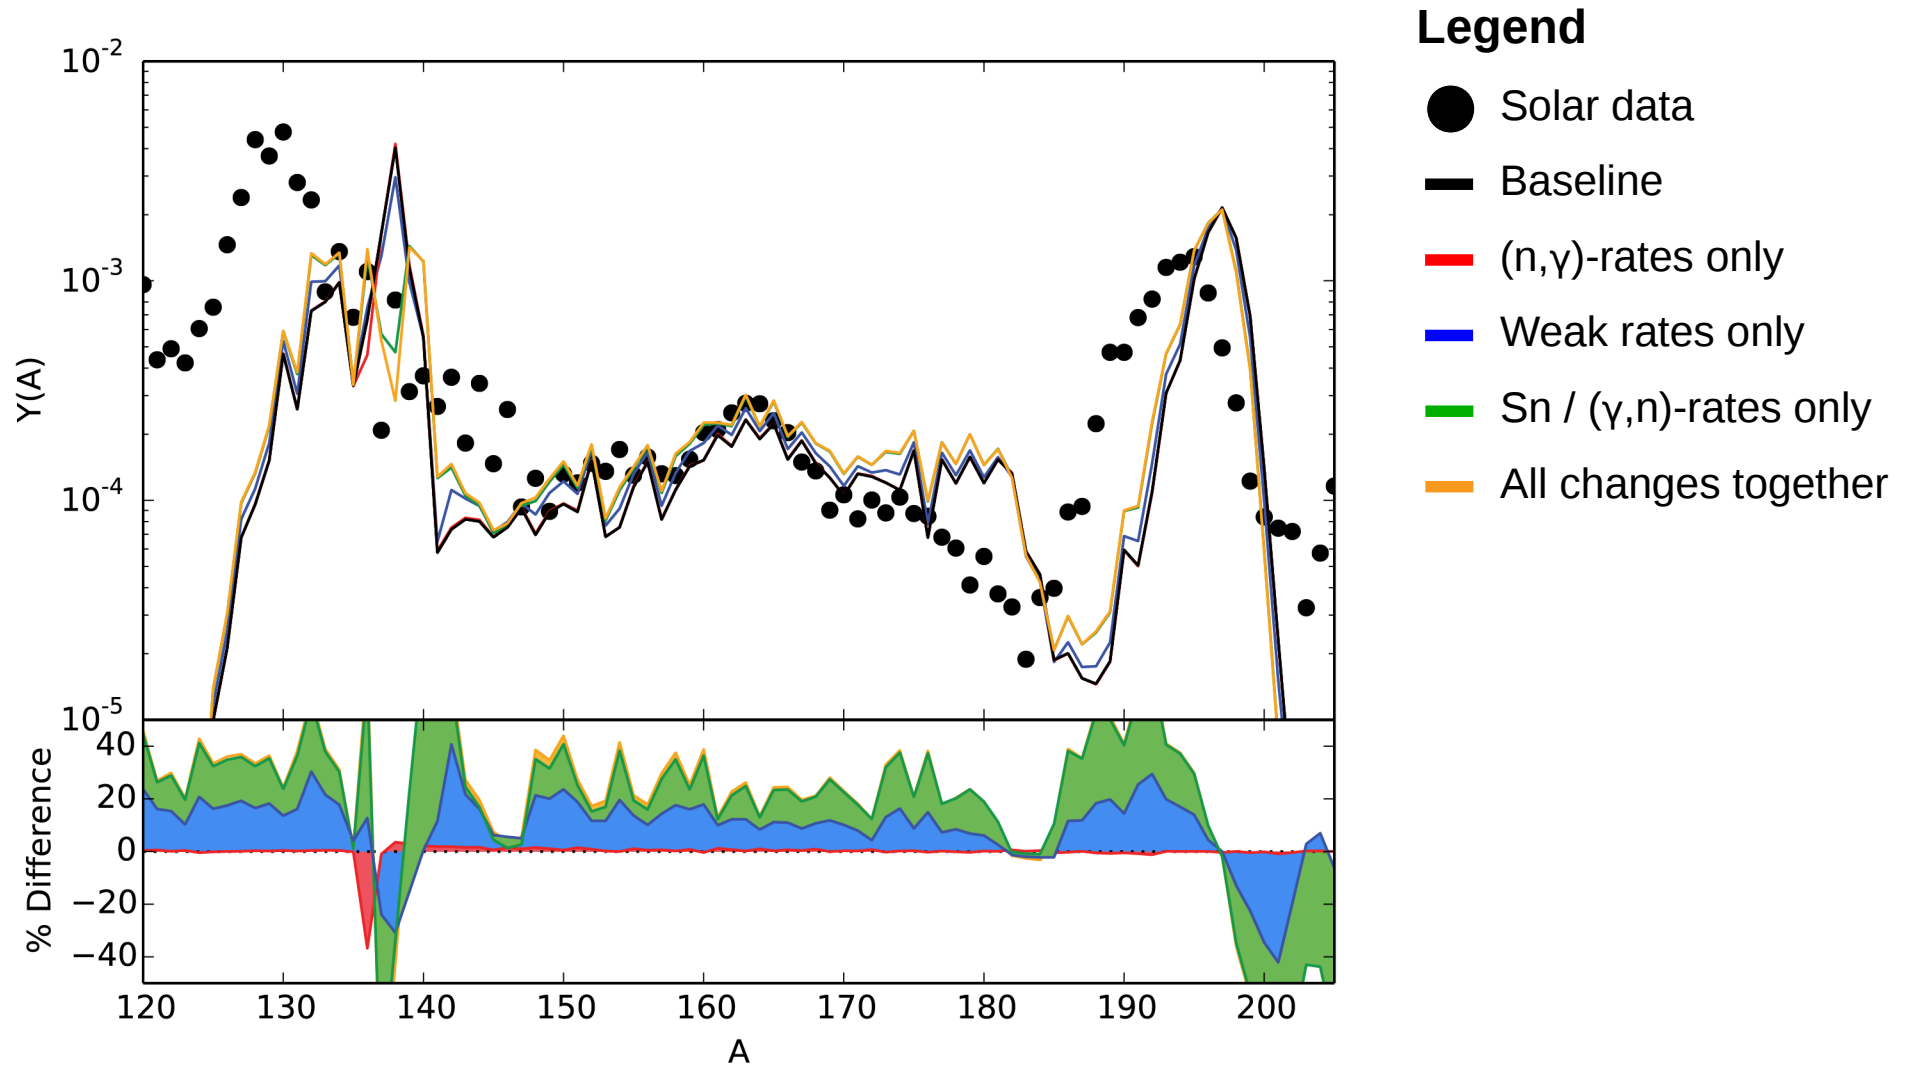 Legend
Solar data
Baseline
(n,γ)-rates only
Weak rates only
Sn / (γ,n)-rates only
All changes together
Y(A)
10-2
10-3
10-4
10-5
% Difference
40
20
0
−20
−40
120 130 140 150 160 170 180 190 200
A